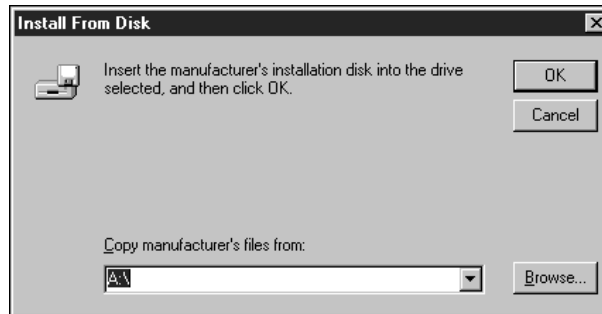 Install From Disk
Insert the manufacturer's installation disk into the drive
selected, and then click OK.
OK
Cancel
Copy manufacturer's files from:
A:\
Browse...